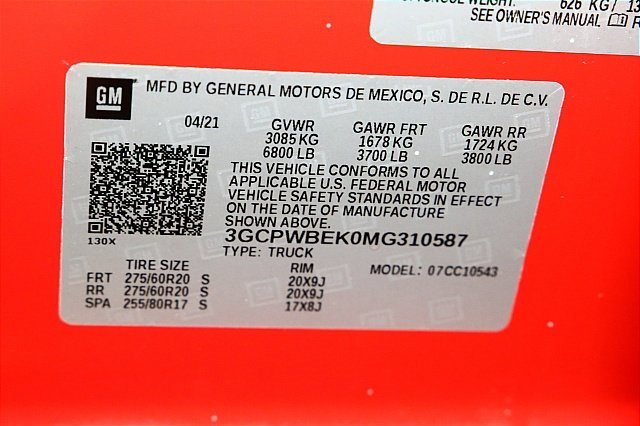 626 KG / 13
SEE OWNER'S MANUAL
GM
MFD BY GENERAL MOTORS DE MEXICO, S. DE R.L. DE C.V.
04/21 GVWR GAWR FRT GAWR RR
3085 KG 1678 KG 1724 KG
6800 LB 3700 LB 3800 LB
THIS VEHICLE CONFORMS TO ALL
APPLICABLE U.S. FEDERAL MOTOR
VEHICLE SAFETY STANDARDS IN EFFECT
ON THE DATE OF MANUFACTURE
SHOWN ABOVE.
130X 3GCPWBEK0MG310587
TYPE: TRUCK
TIRE SIZE RIM MODEL: 07CC10543
FRT 275/60R20 S 20X9J
RR 275/60R20 S 20X9J
SPA 255/80R17 S 17X8J